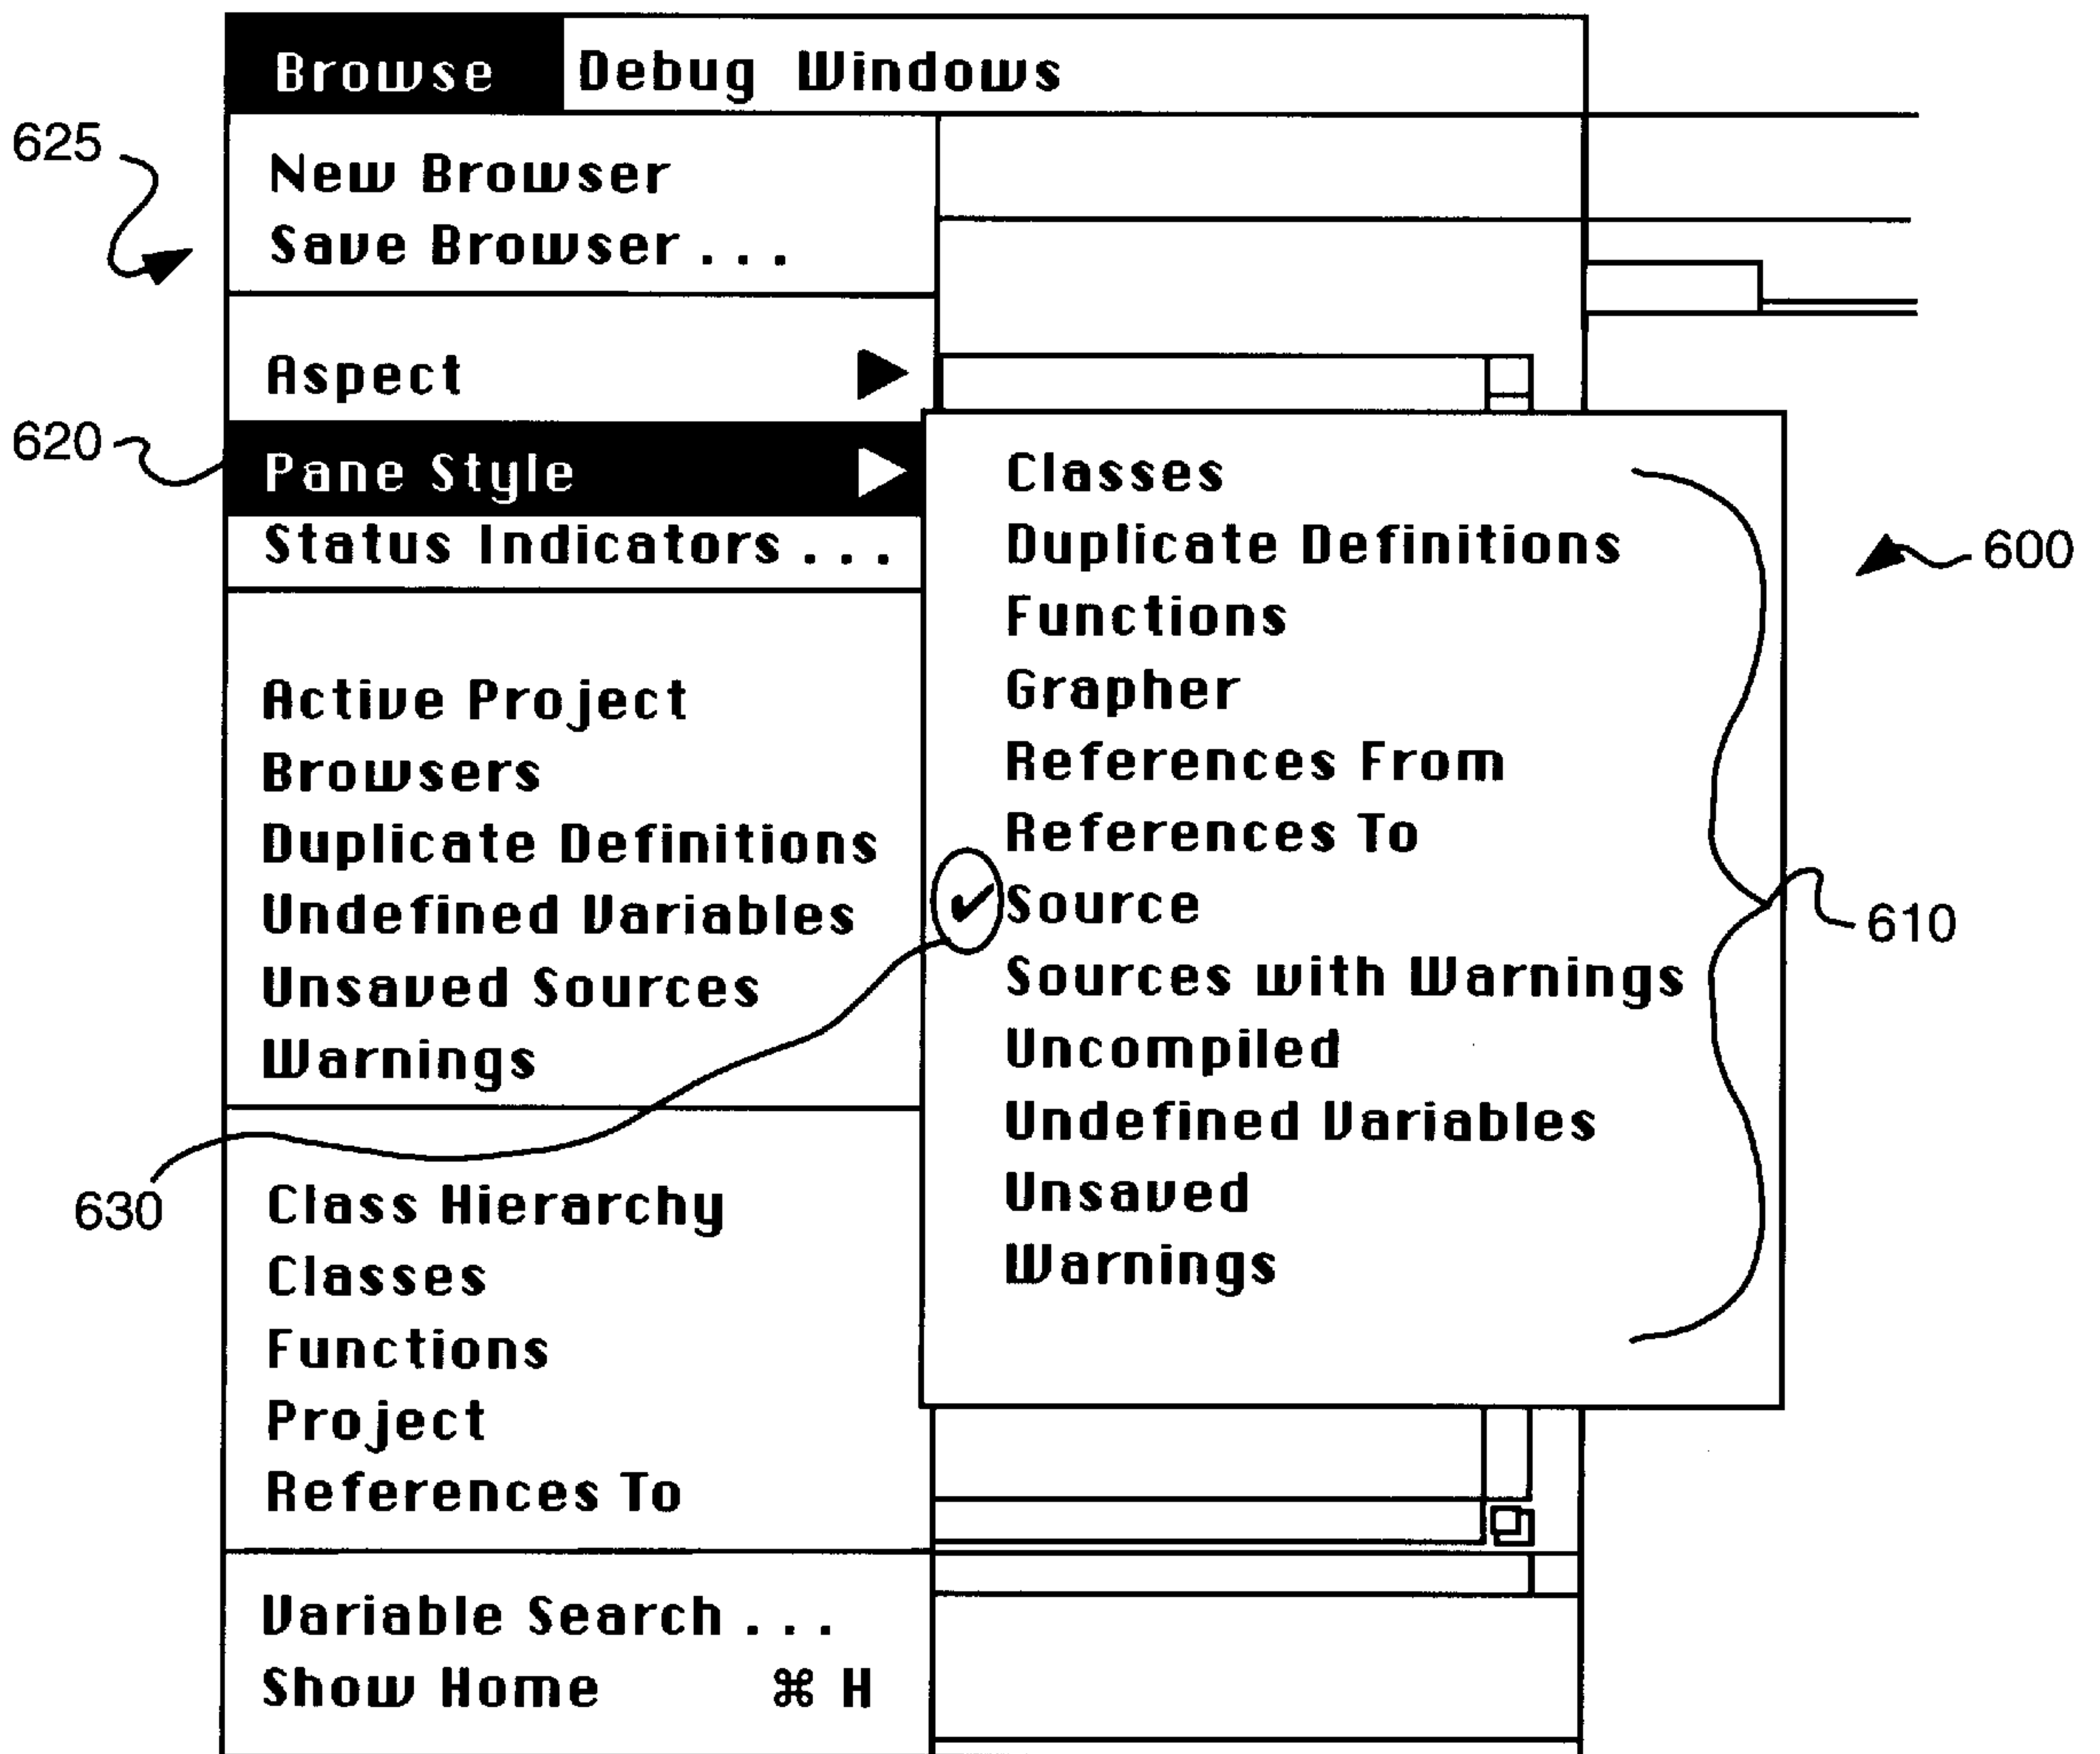 Browse Debug Windows
625
New Browser
Save Browser . . .
Aspect
620
Pane Style
Status Indicators . . .
Active Project
Browsers
Duplicate Definitions
Undefined Variables
Unsaved Sources
Warnings
630
Class Hierarchy
Classes
Functions
Project
References To
Variable Search . . .
Show Home ⌘ H
Classes
Duplicate Definitions
Functions
Grapher
References From
References To
✓ Source
Sources with Warnings
Uncompiled
Undefined Variables
Unsaved
Warnings
600
610